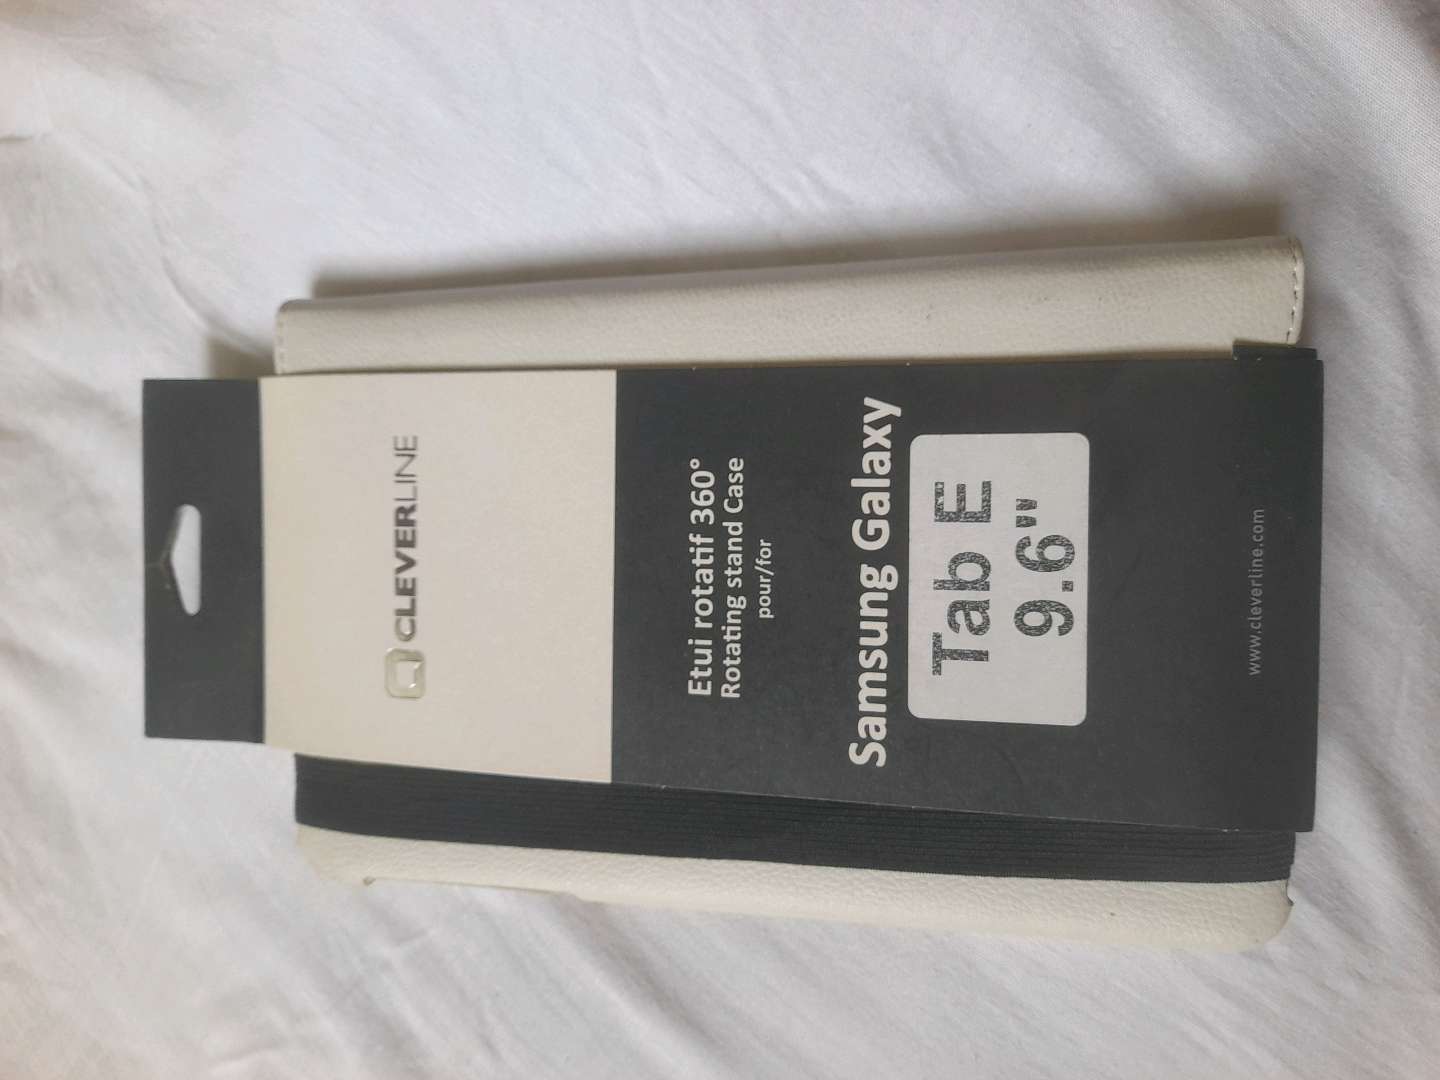 CLEVERLINE
Etui rotatif 360°
Rotating stand Case
pour/for
Samsung Galaxy
Tab E
9.6"
www.cleverline.com